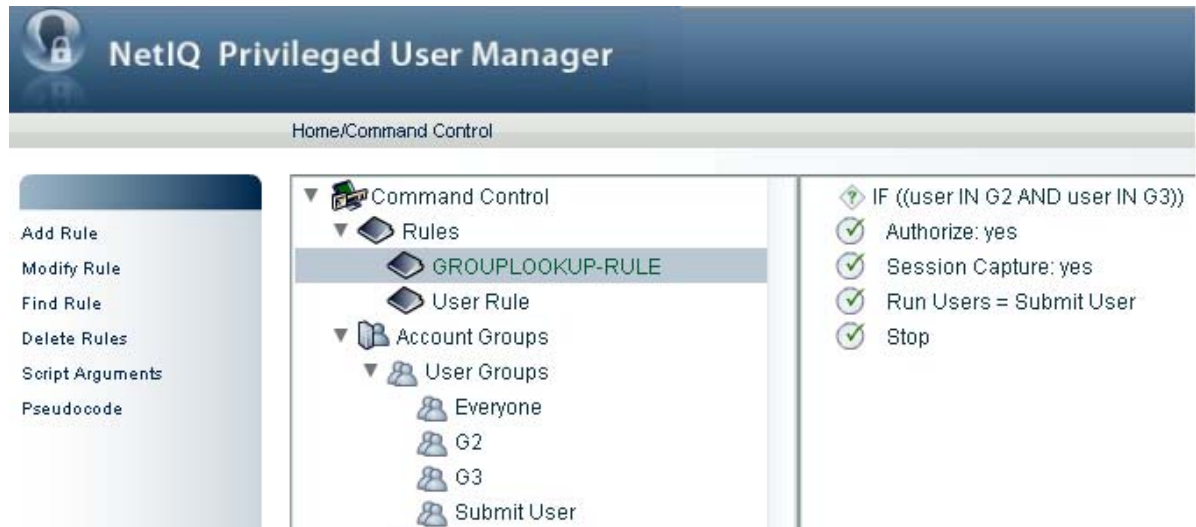 NetIQ Privileged User Manager
Home/Command Control
Add Rule
Modify Rule
Find Rule
Delete Rules
Script Arguments
Pseudocode
Command Control
Rules
GROUPLOOKUP-RULE
User Rule
Account Groups
User Groups
Everyone
G2
G3
Submit User
IF ((user IN G2 AND user IN G3))
Authorize: yes
Session Capture: yes
Run Users = Submit User
Stop